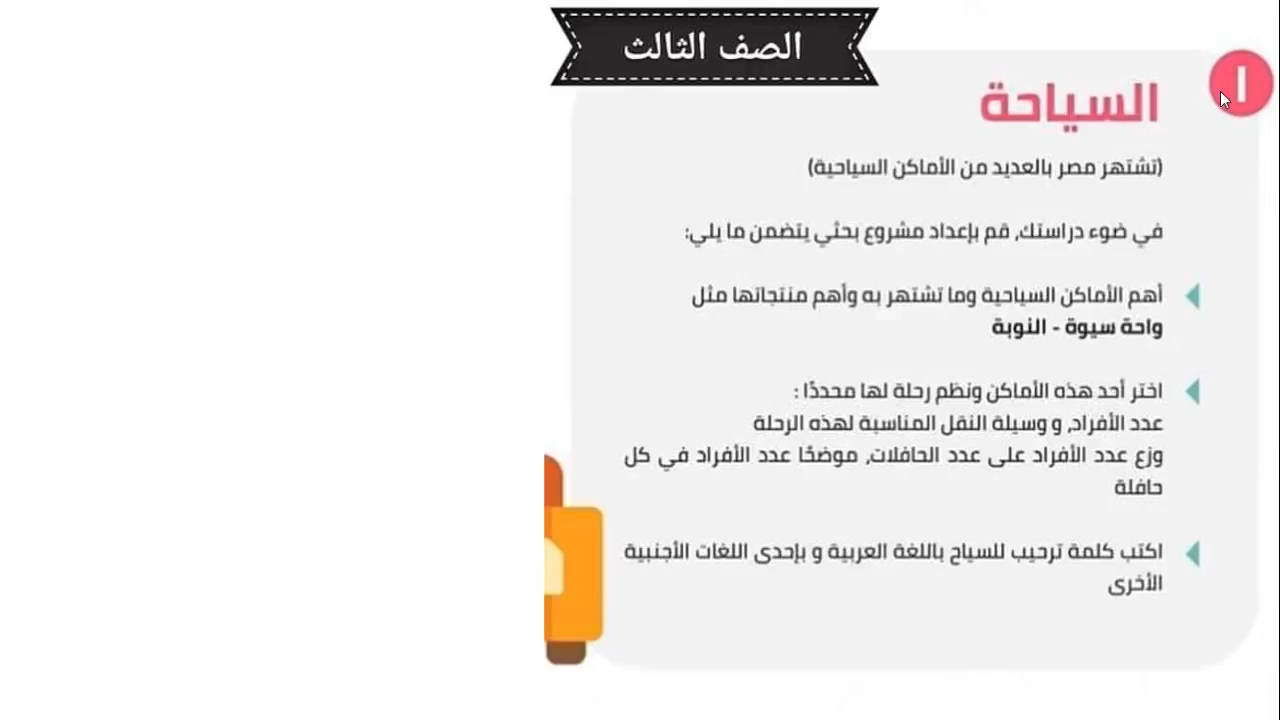 الصف الثالث
١
السياحة
(تشتهر مصر بالعديد من الأماكن السياحية)
في ضوء دراستك, قم بإعداد مشروع بحثي يتضمن ما يلي:
أهم الأماكن السياحية وما تشتهر به وأهم منتجاتها مثل
واحة سيوة - النوبة
اختر أحد هذه الأماكن ونظم رحلة لها محددًا :
عدد الأفراد, و وسيلة النقل المناسبة لهذه الرحلة
وزع عدد الأفراد على عدد الحافلات, موضحًا عدد الأفراد في كل
حافلة
اكتب كلمة ترحيب للسياح باللغة العربية و بإحدى اللغات الأجنبية
الأخرى